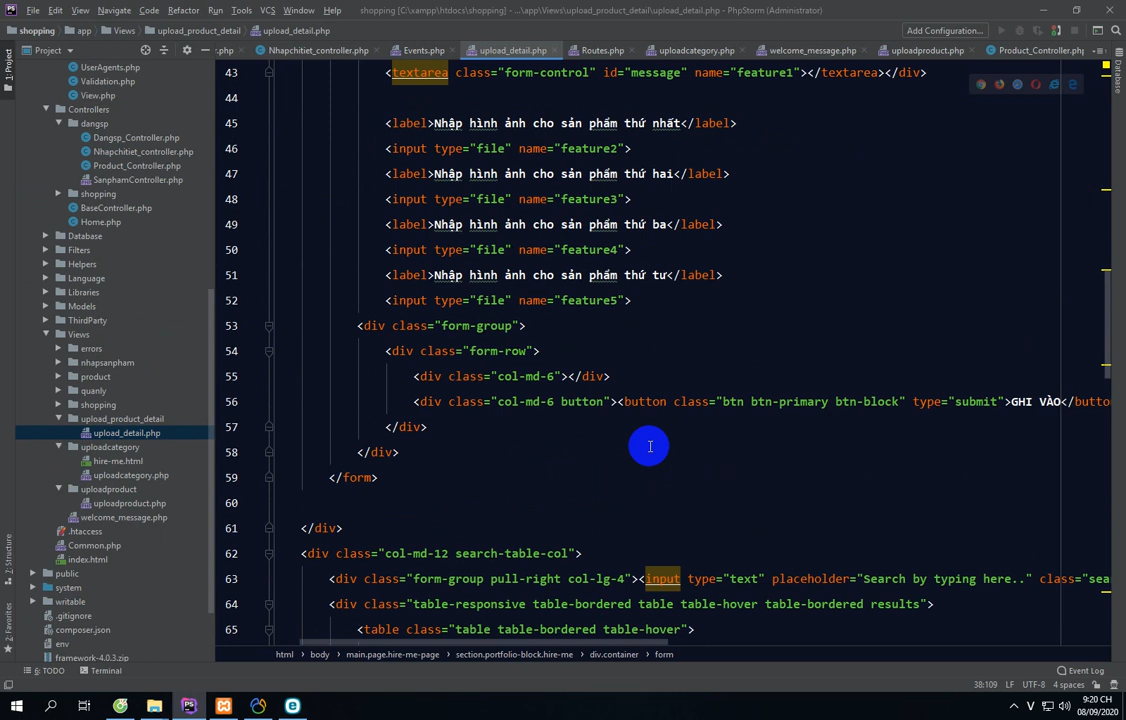 File Edit View Navigate Code Refactor Run Tools VCS Window Help shopping [C:\xampp\htdocs\shopping] - ...\app\Views\upload_product_detail\upload_detail.php - PhpStorm (Administrator)
shopping app Views upload_product_detail upload_detail.php Add Configuration...
Project .php Nhapchitiet_controller.php Events.php upload_detail.php Routes.php uploadcategory.php welcome_message.php uploadproduct.php Product_Controller.php
1: Project
Database
Z: Structure
2: Favorites
UserAgents.php
Validation.php
View.php
Controllers
dangsp
Dangsp_Controller.php
Nhapchitiet_controller.php
Product_Controller.php
SanphamController.php
shopping
BaseController.php
Home.php
Database
Filters
Helpers
Language
Libraries
Models
ThirdParty
Views
errors
nhapsanpham
product
quanly
shopping
upload_product_detail
upload_detail.php
uploadcategory
hire-me.html
uploadcategory.php
uploadproduct
uploadproduct.php
welcome_message.php
.htaccess
Common.php
index.html
public
system
writable
.gitignore
composer.json
env
framework-4.0.3.zip
43 <textarea class="form-control" id="message" name="feature1"></textarea></div>
44
45 <label>Nhập hình ảnh cho sản phẩm thứ nhất</label>
46 <input type="file" name="feature2">
47 <label>Nhập hình ảnh cho sản phẩm thứ hai</label>
48 <input type="file" name="feature3">
49 <label>Nhập hình ảnh cho sản phẩm thứ ba</label>
50 <input type="file" name="feature4">
51 <label>Nhập hình ảnh cho sản phẩm thứ tư</label>
52 <input type="file" name="feature5">
53 <div class="form-group">
54 <div class="form-row">
55 <div class="col-md-6"></div>
56 <div class="col-md-6 button"><button class="btn btn-primary btn-block" type="submit">GHI VÀO</button
57 </div>
58 </div>
59 </form>
60
61 </div>
62 <div class="col-md-12 search-table-col">
63 <div class="form-group pull-right col-lg-4"><input type="text" placeholder="Search by typing here.." class="sea
64 <div class="table-responsive table-bordered table table-hover table-bordered results">
65 <table class="table table-bordered table-hover">
html › body › main.page.hire-me-page › section.portfolio-block.hire-me › div.container › form
6: TODO Terminal Event Log
38:109 LF UTF-8 4 spaces
V 9:20 CH
08/09/2020